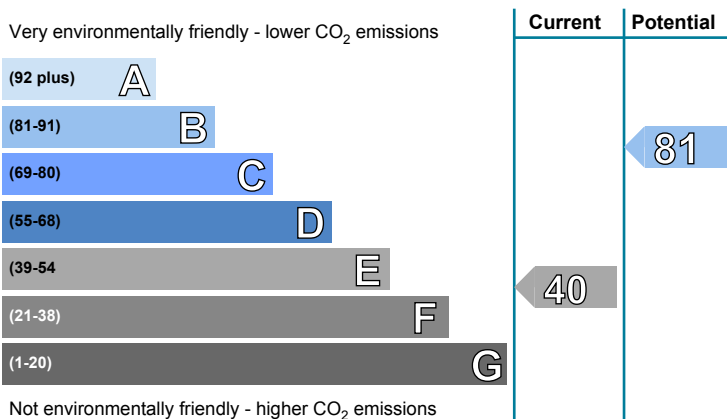 Very environmentally friendly - lower CO2 emissions
Current
Potential
(92 plus) A
(81-91) B
81
(69-80) C
(55-68) D
(39-54 E
40
(21-38) F
(1-20) G
Not environmentally friendly - higher CO2 emissions